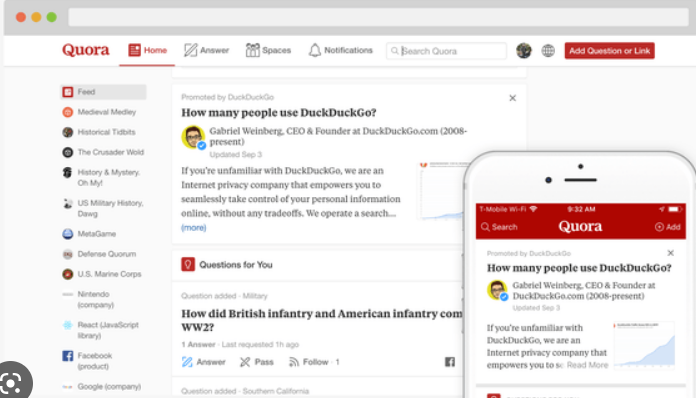 Quora Home Answer Spaces Notifications Search Quora Add Question or Link
Feed
Medieval Medley
Historical Tidbits
The Crusader Wold
History & Mystery.
Oh My!
US Military History,
Dawg
MetaGame
Defense Quorum
U.S. Marine Corps
Nintendo
(company)
React (JavaScript
library)
Facebook
(product)
Google (company)
Promoted by DuckDuckGo
How many people use DuckDuckGo?
Gabriel Weinberg, CEO & Founder at DuckDuckGo.com (2008-
present)
Updated Sep 3
If you're unfamiliar with DuckDuckGo, we are an
Internet privacy company that empowers you to
seamlessly take control of your personal information
online, without any tradeoffs. We operate a search...
(more)
Questions for You
Question added · Military
How did British infantry and American infantry com
WW2?
1 Answer · Last requested 1h ago
Answer Pass Follow · 1
Question added · Southern California
T-Mobile Wi-Fi 9:32 AM
Search Quora Add
Promoted by DuckDuckGo
How many people use DuckDuckGo?
Gabriel Weinberg, CEO & Founder at
DuckDuckGo.com (2008-present)
Updated Sep 3
If you're unfamiliar with
DuckDuckGo, we are an
Internet privacy company that
empowers you to s Read More